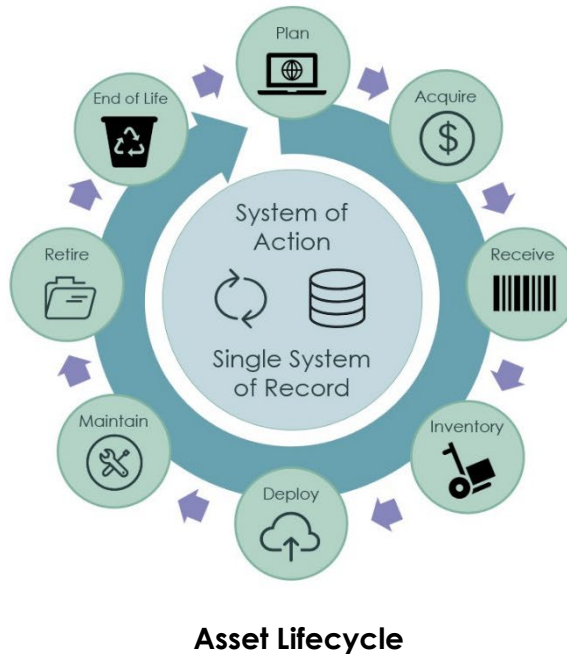 Plan
Acquire
Receive
Inventory
Deploy
Maintain
Retire
End of Life
System of
Action
Single System
of Record
$
Asset Lifecycle